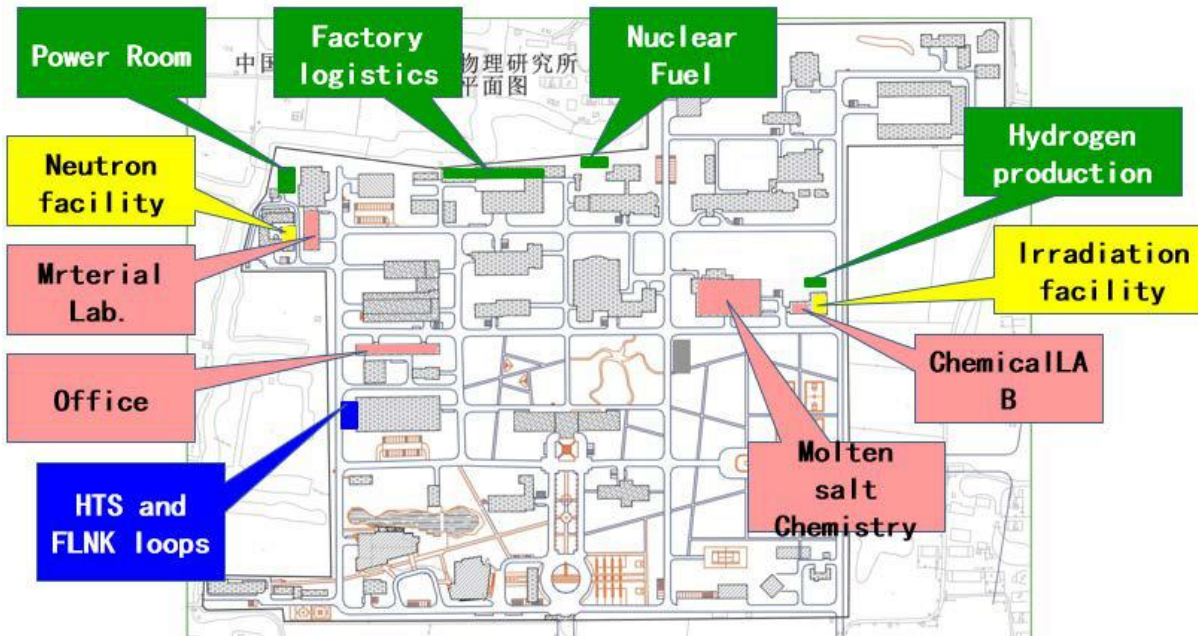 Power Room
Factory
logistics
Nuclear
Fuel
中国
物理研究所
平面图
Hydrogen
production
Neutron
facility
Irradiation
facility
Mrterial
Lab.
ChemicalLA
B
Office
Molten
salt
Chemistry
HTS and
FLNK loops